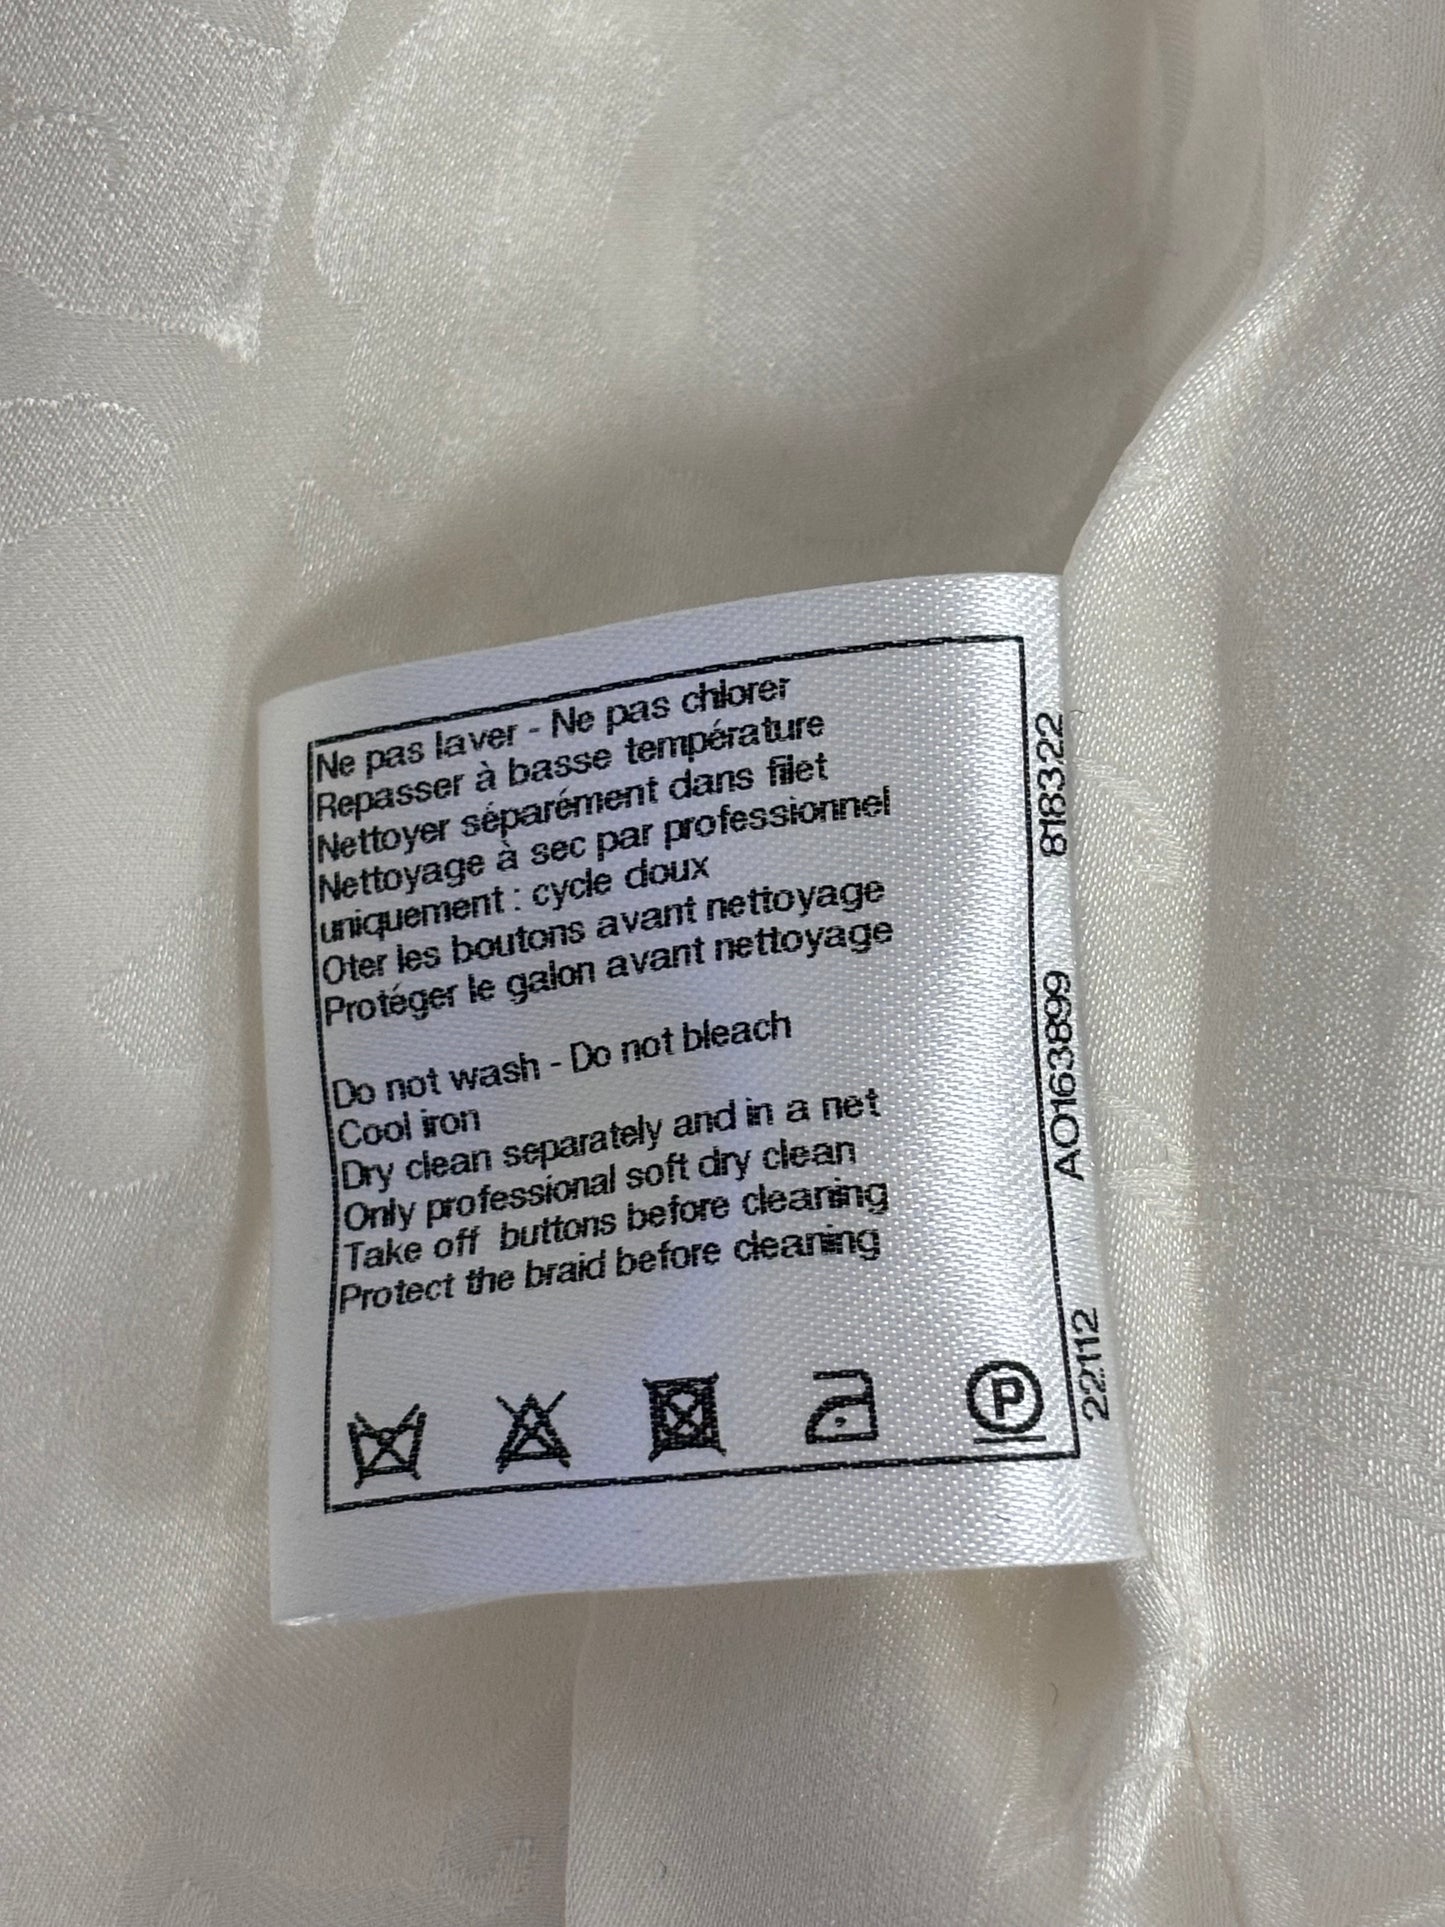 Ne pas laver - Ne pas chlorer
Repasser à basse température
Nettoyer séparément dans filet
Nettoyage à sec par professionnel
uniquement : cycle doux
Oter les boutons avant nettoyage
Protéger le galon avant nettoyage
Do not wash - Do not bleach
Cool iron
Dry clean separately and in a net
Only professional soft dry clean
Take off buttons before cleaning
Protect the braid before cleaning
P
22112
A0163899
818322